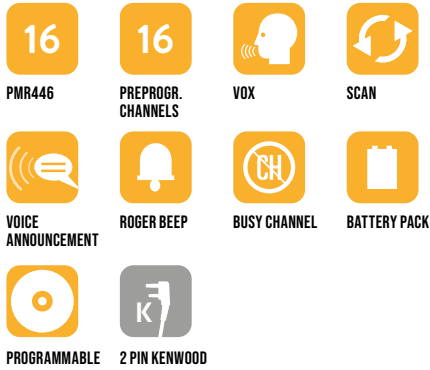 16
16
PMR446
PREPROGR.
CHANNELS
VOX
SCAN
CH
VOICE
ANNOUNCEMENT
ROGER BEEP
BUSY CHANNEL
BATTERY PACK
K
PROGRAMMABLE
2 PIN KENWOOD